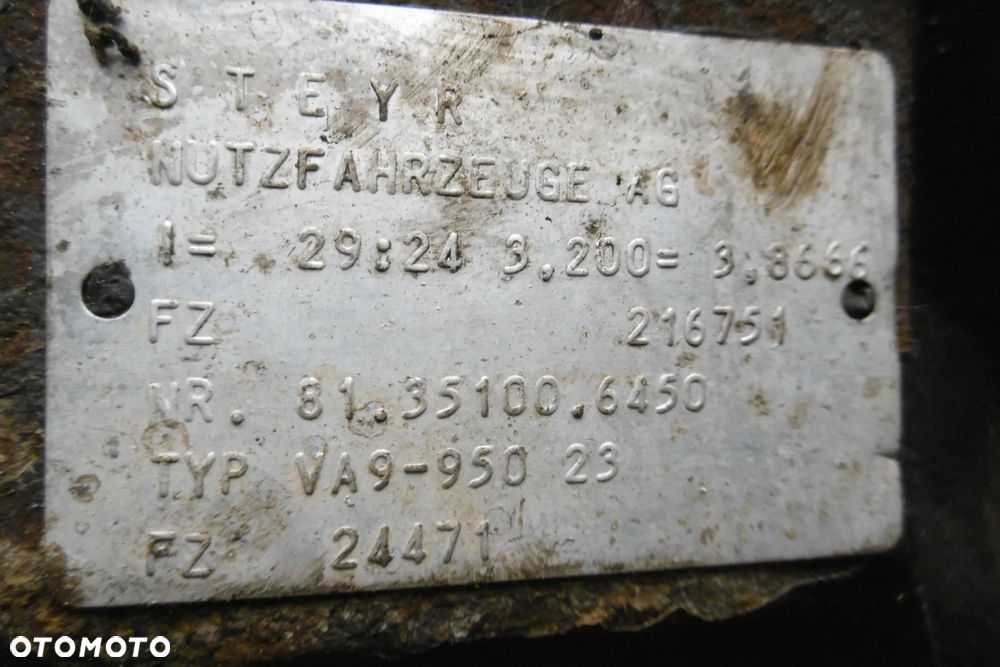 S T E Y R
NUTZFAHRZEUGE AG
I= 29:24 3,200= 3,8666
FZ 216751
NR. 81.35100.6450
TYP VA9-950 23
FZ 24471
OTOMOTO